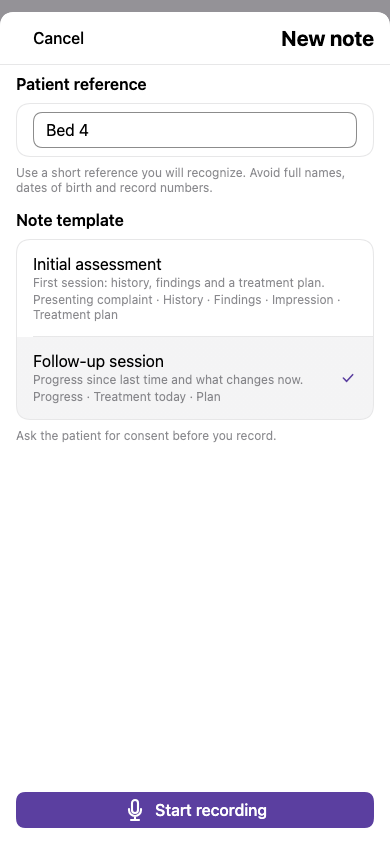 Cancel
New note
Patient reference
Bed 4
Use a short reference you will recognize. Avoid full names,
dates of birth and record numbers.
Note template
Initial assessment
First session: history, findings and a treatment plan.
Presenting complaint · History · Findings · Impression ·
Treatment plan
Follow-up session
Progress since last time and what changes now.
Progress · Treatment today · Plan
Ask the patient for consent before you record.
Start recording